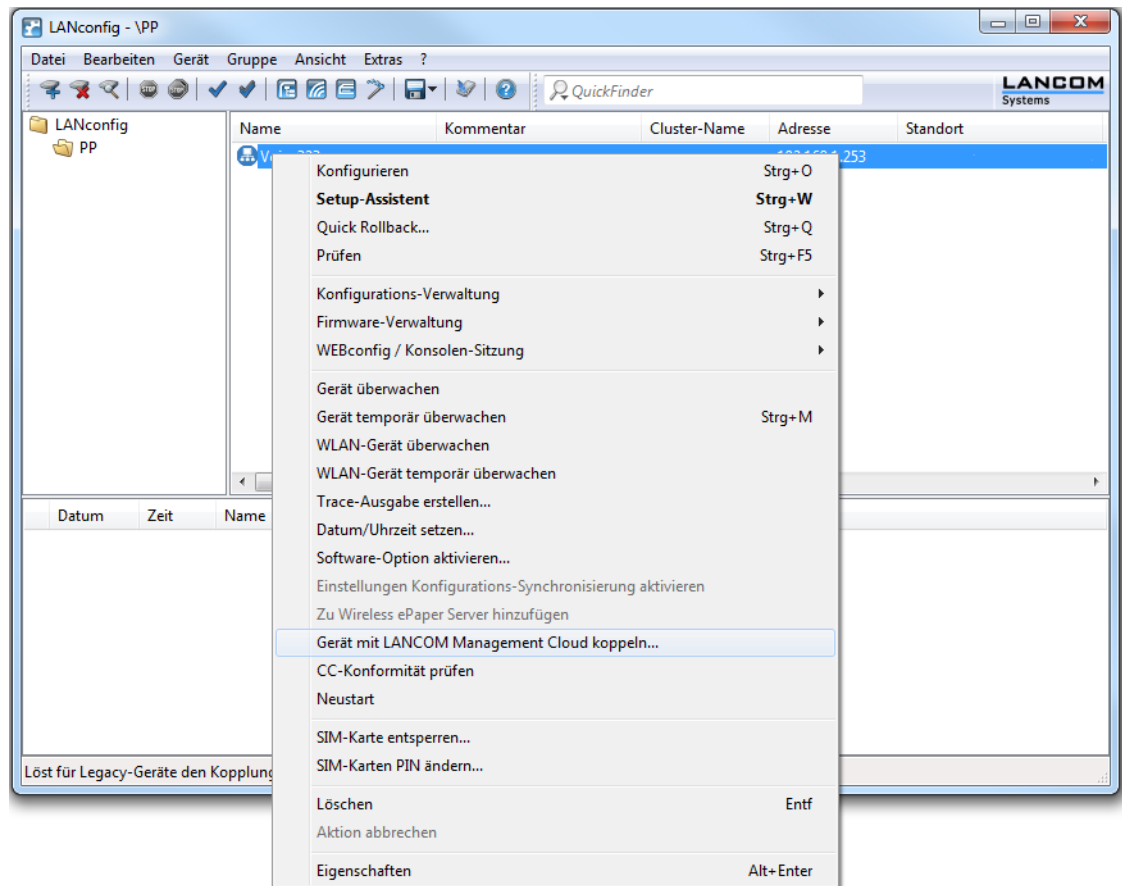 LANconfig - \PP
Datei Bearbeiten Gerät Gruppe Ansicht Extras ?
QuickFinder
LANCOM
Systems
LANconfig
PP
Name Kommentar Cluster-Name Adresse Standort
.253
Konfigurieren Strg+O
Setup-Assistent Strg+W
Quick Rollback... Strg+Q
Prüfen Strg+F5
Konfigurations-Verwaltung
Firmware-Verwaltung
WEBconfig / Konsolen-Sitzung
Gerät überwachen
Gerät temporär überwachen Strg+M
WLAN-Gerät überwachen
WLAN-Gerät temporär überwachen
Trace-Ausgabe erstellen...
Datum/Uhrzeit setzen...
Software-Option aktivieren...
Einstellungen Konfigurations-Synchronisierung aktivieren
Zu Wireless ePaper Server hinzufügen
Gerät mit LANCOM Management Cloud koppeln...
CC-Konformität prüfen
Neustart
SIM-Karte entsperren...
SIM-Karten PIN ändern...
Löschen Entf
Aktion abbrechen
Eigenschaften Alt+Enter
Datum Zeit Name
Löst für Legacy-Geräte den Kopplung